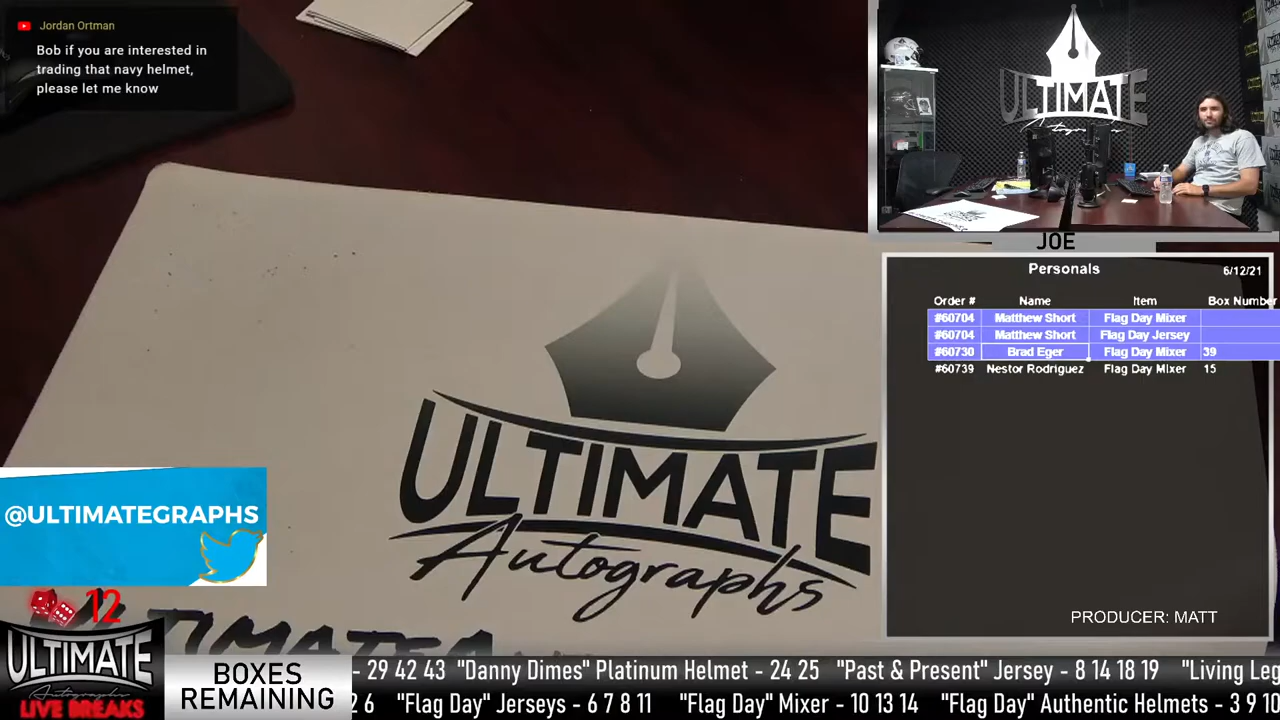 Jordan Ortman
Bob if you are interested in
trading that navy helmet,
please let me know
ULTIMATE
Autographs
JOE
Personals
6/12/21
Order # Name Item Box Number
#60704 Matthew Short Flag Day Mixer
#60704 Matthew Short Flag Day Jersey
#60730 Brad Eger Flag Day Mixer 39
#60739 Nestor Rodriguez Flag Day Mixer 15
PRODUCER: MATT
ULTIMATE
Autographs
@ULTIMATEGRAPHS
12
ULTIMATE
Autographs
LIVE BREAKS
BOXES
REMAINING
- 29 42 43 "Danny Dimes" Platinum Helmet - 24 25 "Past & Present" Jersey - 8 14 18 19 "Living Leg
2 6 "Flag Day" Jerseys - 6 7 8 11 "Flag Day" Mixer - 10 13 14 "Flag Day" Authentic Helmets - 3 9 10